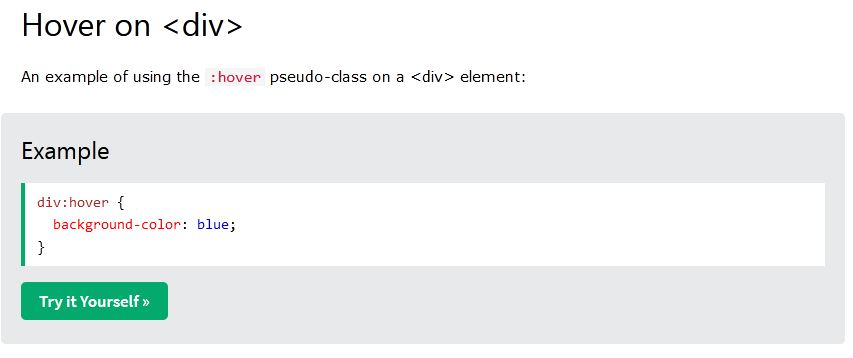 Hover on <div>
An example of using the :hover pseudo-class on a <div> element:
Example
div:hover {
  background-color: blue;
}
Try it Yourself »